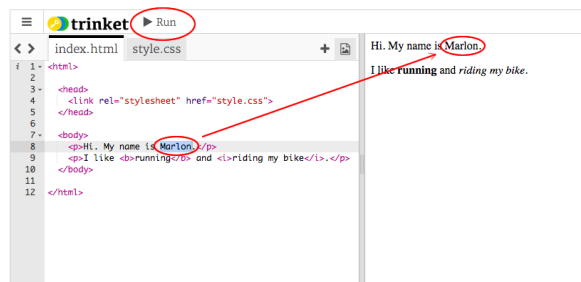 trinket Run
index.html style.css
i 1 <html>
2
3 <head>
4 <link rel="stylesheet" href="style.css">
5 </head>
6
7 <body>
8 <p>Hi. My name is Marlon.</p>
9 <p>I like <b>running</b> and <i>riding my bike</i>.</p>
10 </body>
11
12 </html>
Hi. My name is Marlon.
I like running and riding my bike.